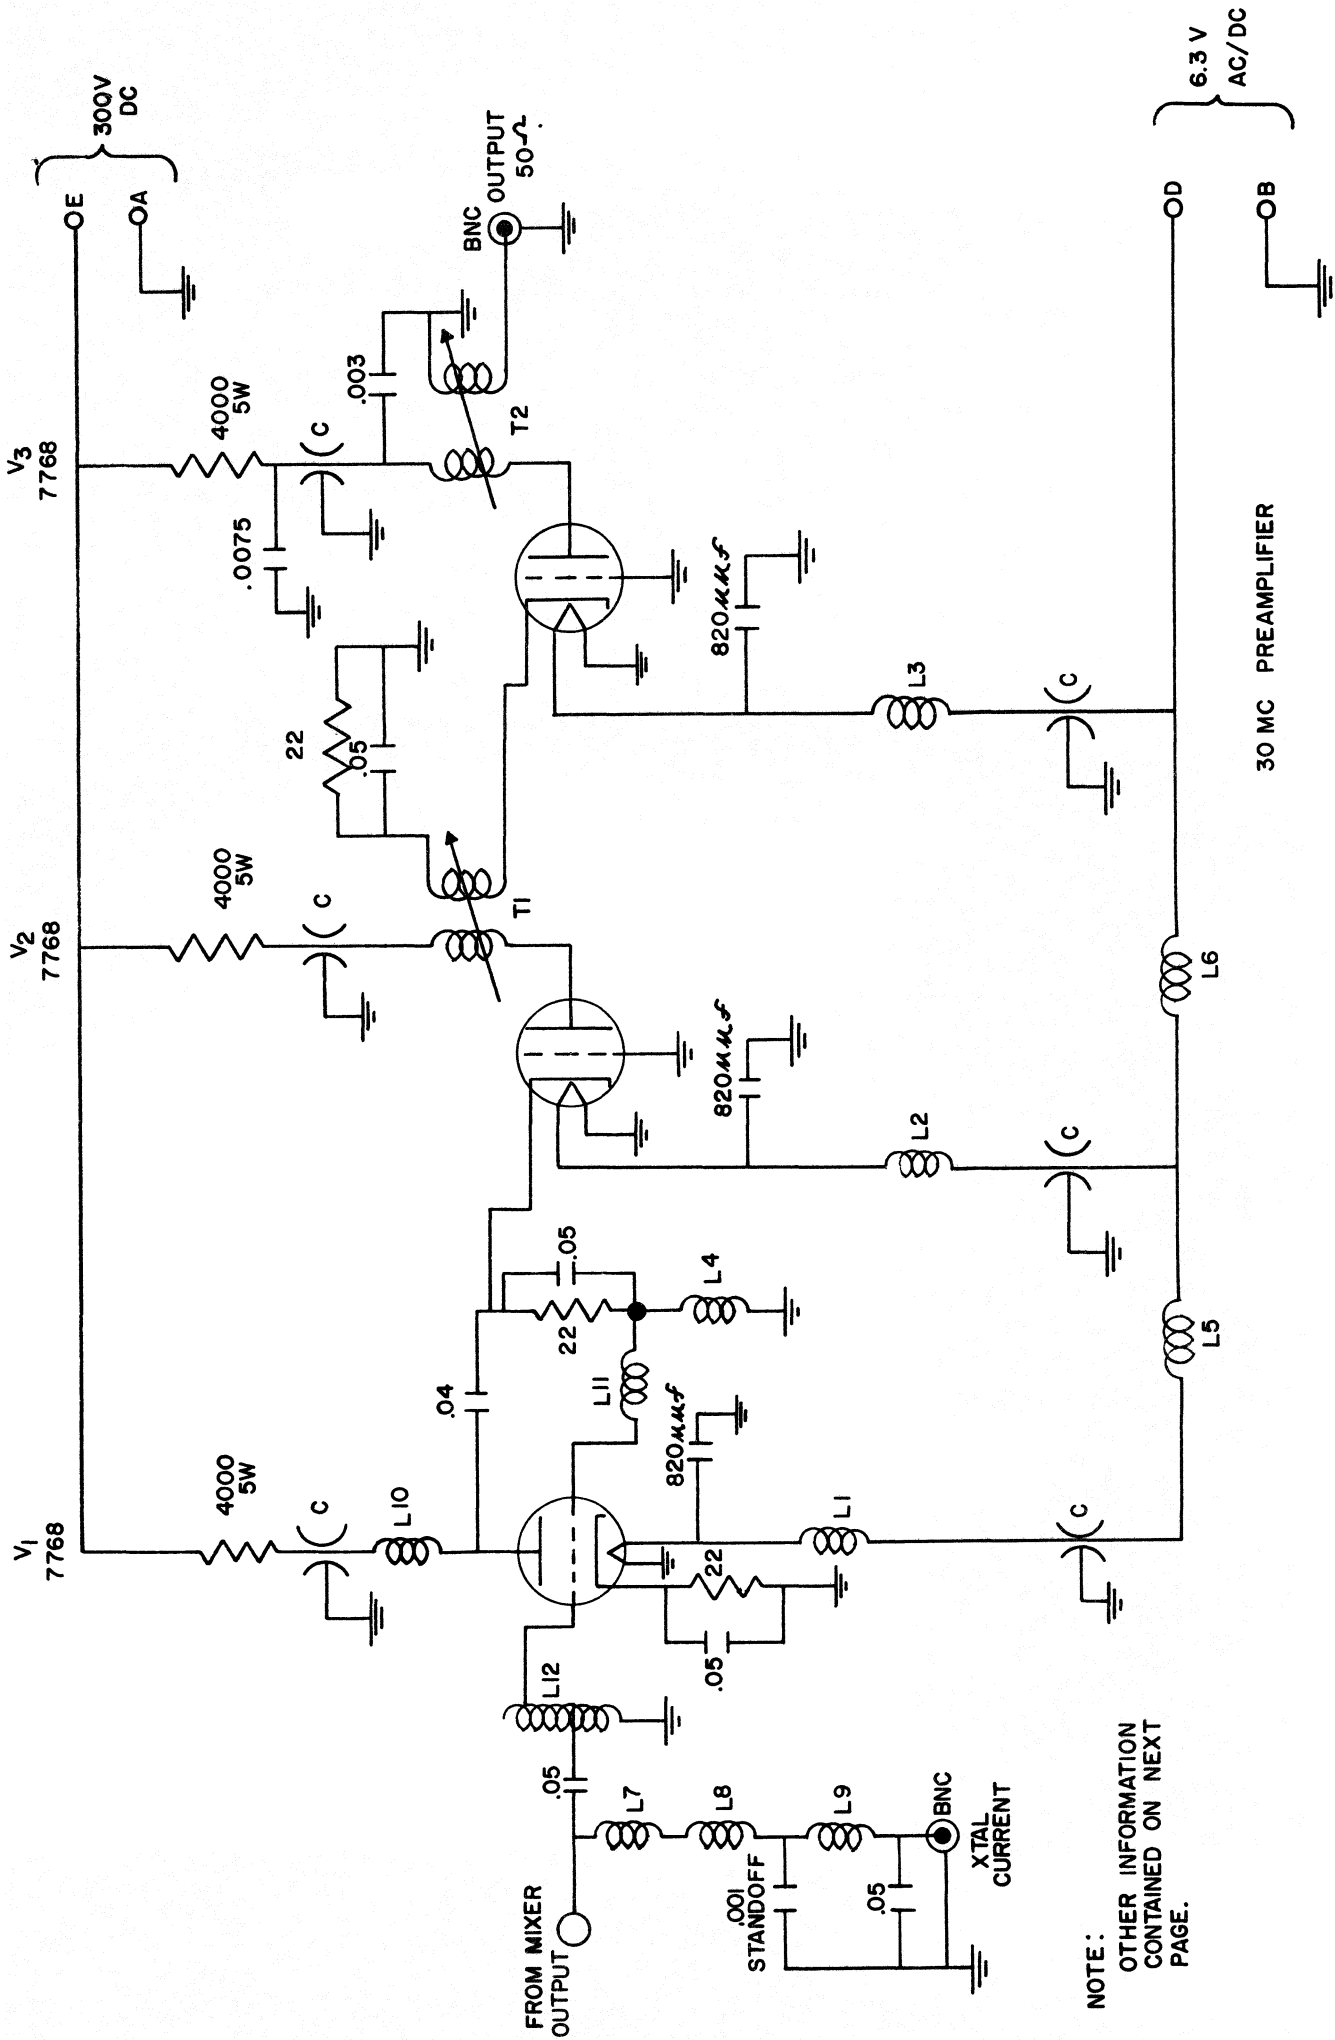 V1
7768
V2
7768
V3
7768
300V
DC
E
A
4000
5W
4000
5W
4000
5W
C
C
C
.0075
.003
22
.05
L10
.04
T1
T2
BNC
OUTPUT
50Ω
L12
.05
FROM MIXER
OUTPUT
L7
L8
L9
.001
STANDOFF
.05
BNC
XTAL
CURRENT
22
.05
L1
820μμf
L11
22
.05
L4
820μμf
L2
820μμf
L3
C
C
C
L5
L6
D
B
6.3 V
AC/DC
NOTE:
OTHER INFORMATION
CONTAINED ON NEXT
PAGE.
30 MC PREAMPLIFIER